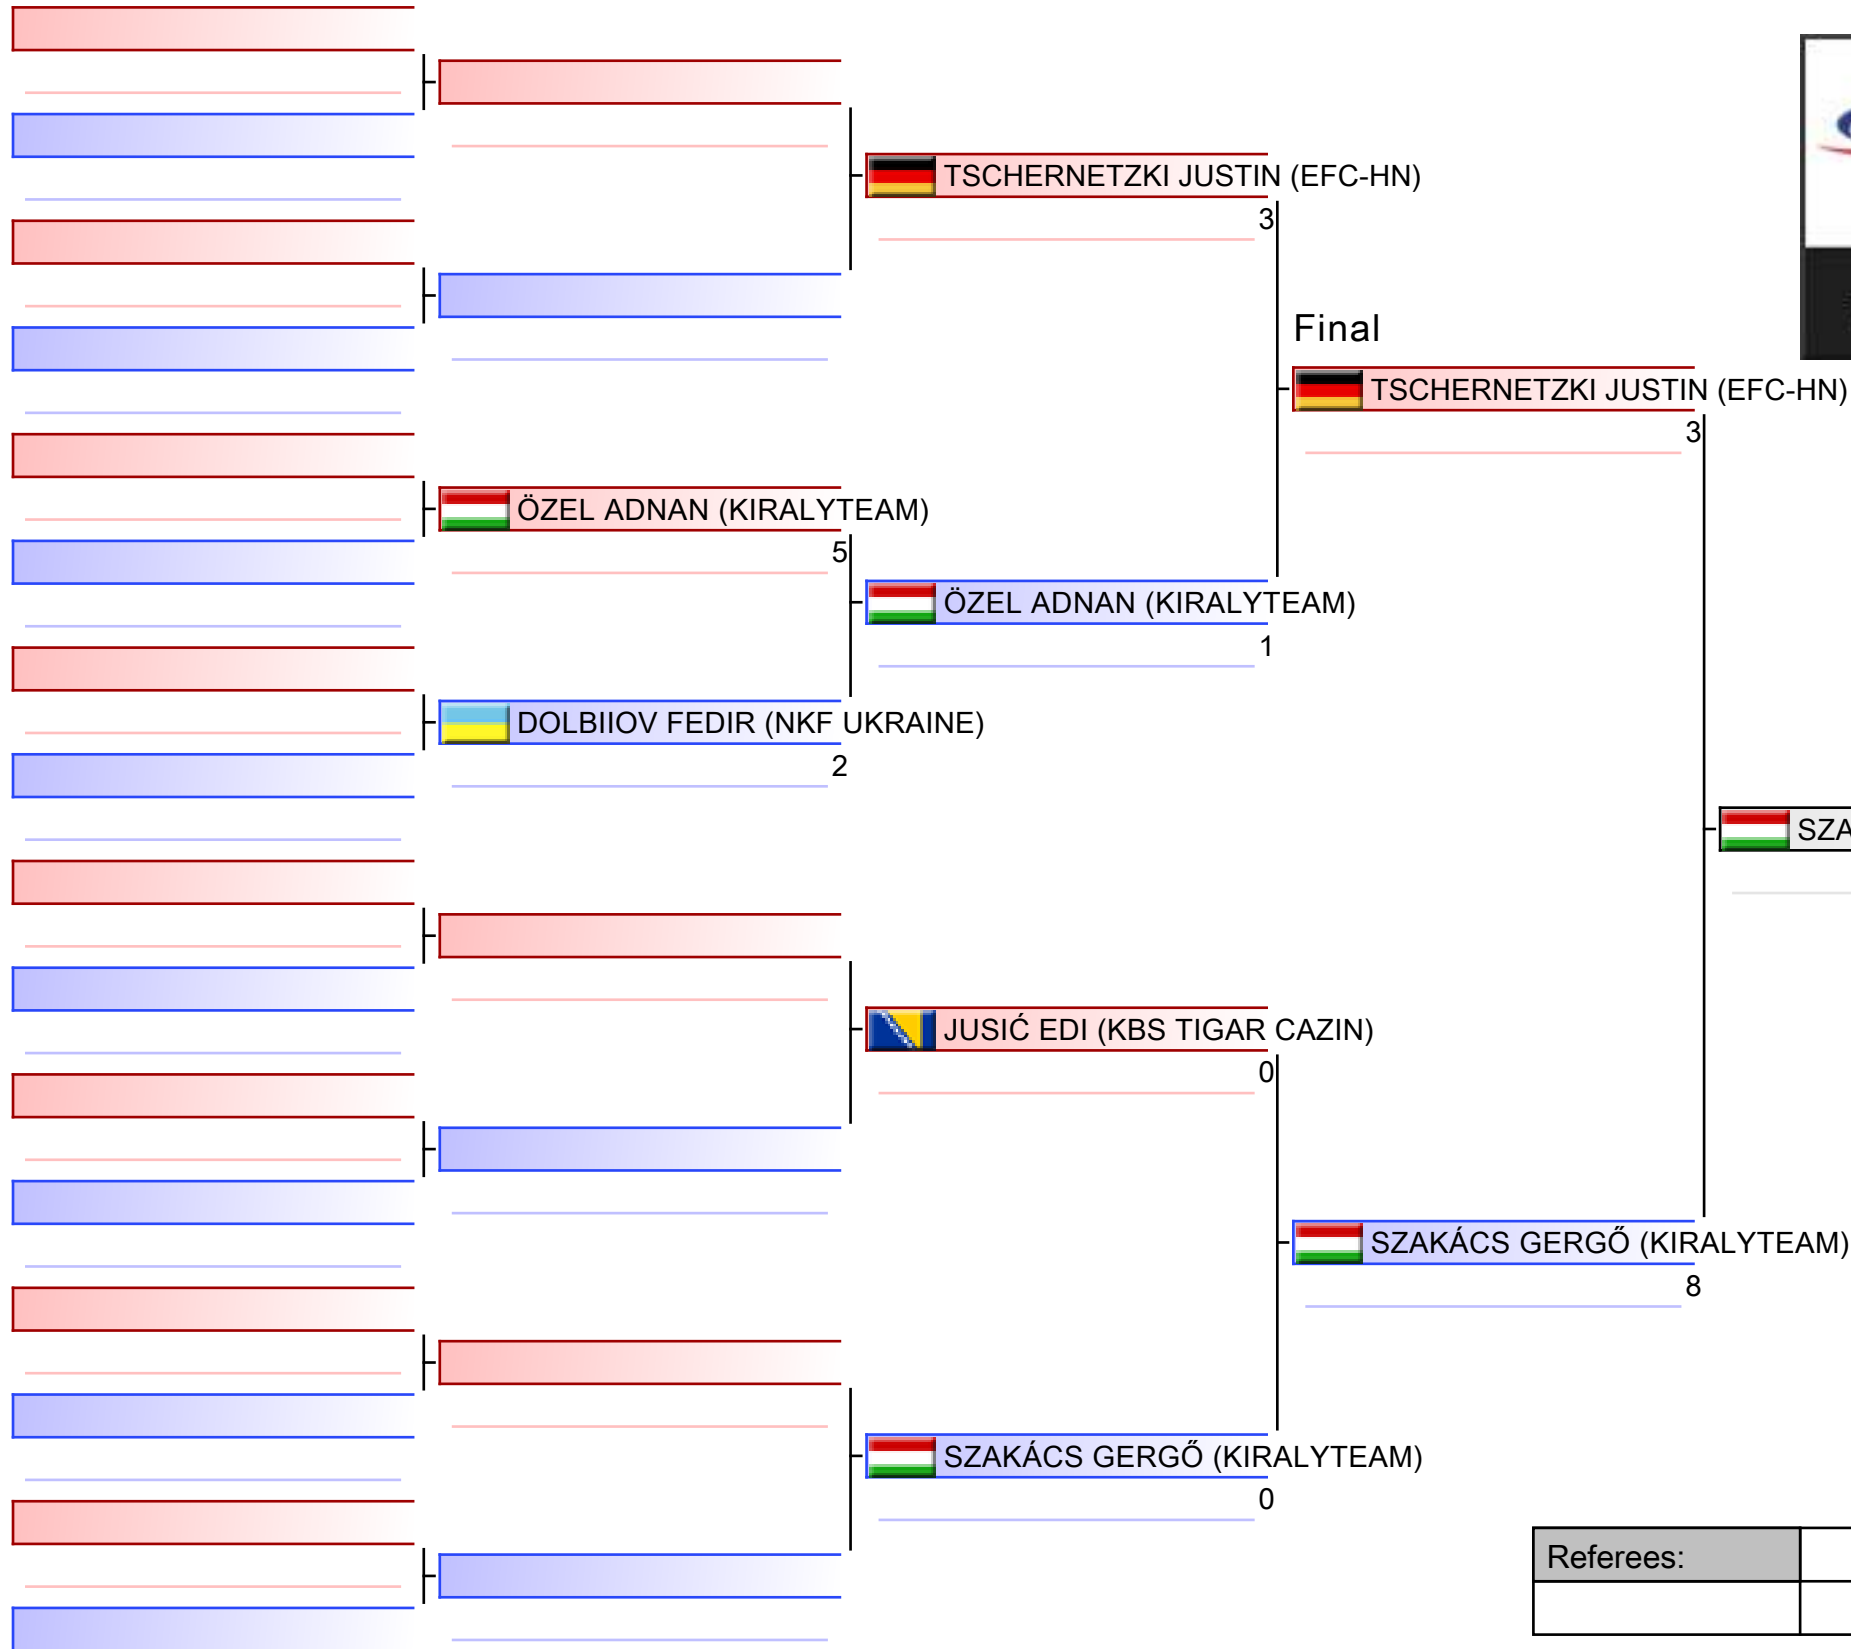 TSCHERNETZKI JUSTIN (EFC-HN)
3
Final
TSCHERNETZKI JUSTIN (EFC-HN)
3
ÖZEL ADNAN (KIRALYTEAM)
5
ÖZEL ADNAN (KIRALYTEAM)
1
DOLBIIOV FEDIR (NKF UKRAINE)
2
SZA
JUSIĆ EDI (KBS TIGAR CAZIN)
0
SZAKÁCS GERGŐ (KIRALYTEAM)
8
SZAKÁCS GERGŐ (KIRALYTEAM)
0
Referees: